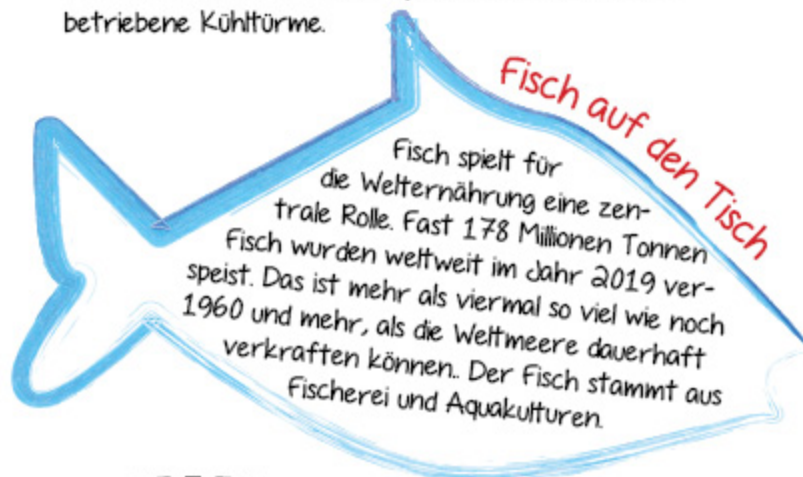 betriebene Kühltürme.
Fisch auf den Tisch
Fisch spielt für
die Welternährung eine zen-
trale Rolle. Fast 178 Millionen Tonnen
Fisch wurden weltweit im Jahr 2019 ver-
speist. Das ist mehr als viermal so viel wie noch
1960 und mehr, als die Weltmeere dauerhaft
verkraften können.. Der Fisch stammt aus
Fischerei und Aquakulturen.